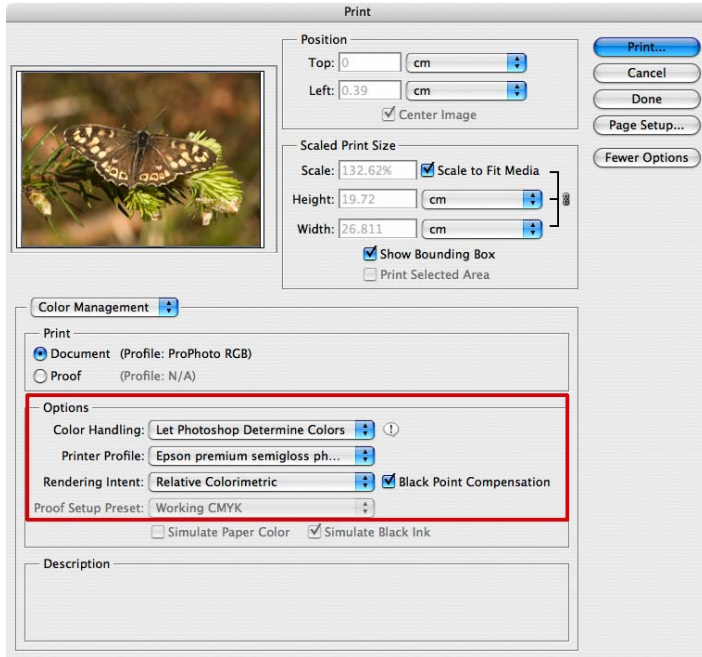 Print
Position
Top: 0 cm
Left: 0.39 cm
Center Image
Print...
Cancel
Done
Page Setup...
Fewer Options
Scaled Print Size
Scale: 132.62% Scale to Fit Media
Height: 19.72 cm
Width: 26.811 cm
Show Bounding Box
Print Selected Area
Color Management
Print
Document (Profile: ProPhoto RGB)
Proof (Profile: N/A)
Options
Color Handling: Let Photoshop Determine Colors
Printer Profile: Epson premium semigloss ph...
Rendering Intent: Relative Colorimetric Black Point Compensation
Proof Setup Preset: Working CMYK
Simulate Paper Color Simulate Black Ink
Description